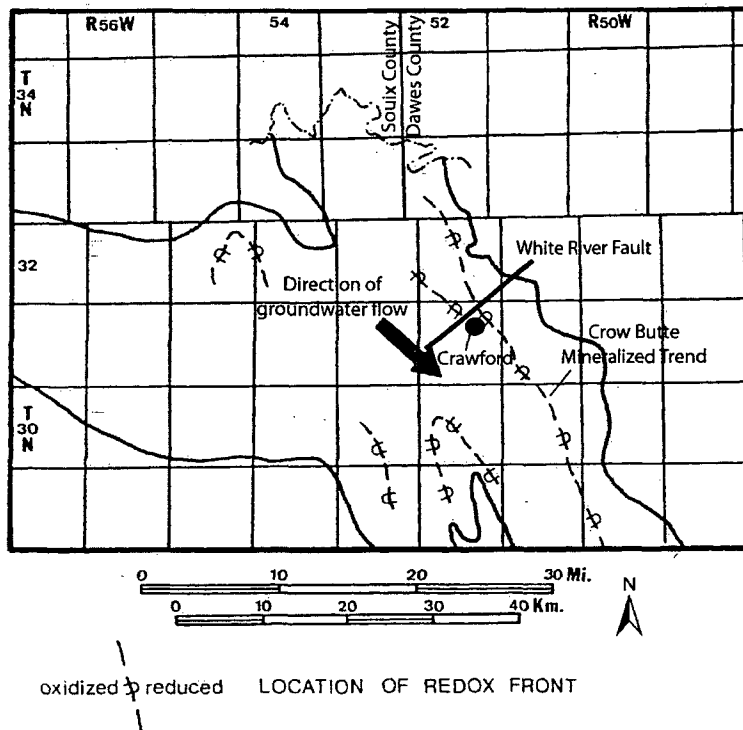 R56W 54 52 R50W
Souix County
Dawes County
T
34
N
32
White River Fault
Direction of
groundwater flow
Crow Butte
Mineralized Trend
Crawford
T
30
N
0 10 20 30 Mi.
0 10 20 30 40 Km.
N
oxidized reduced LOCATION OF REDOX FRONT